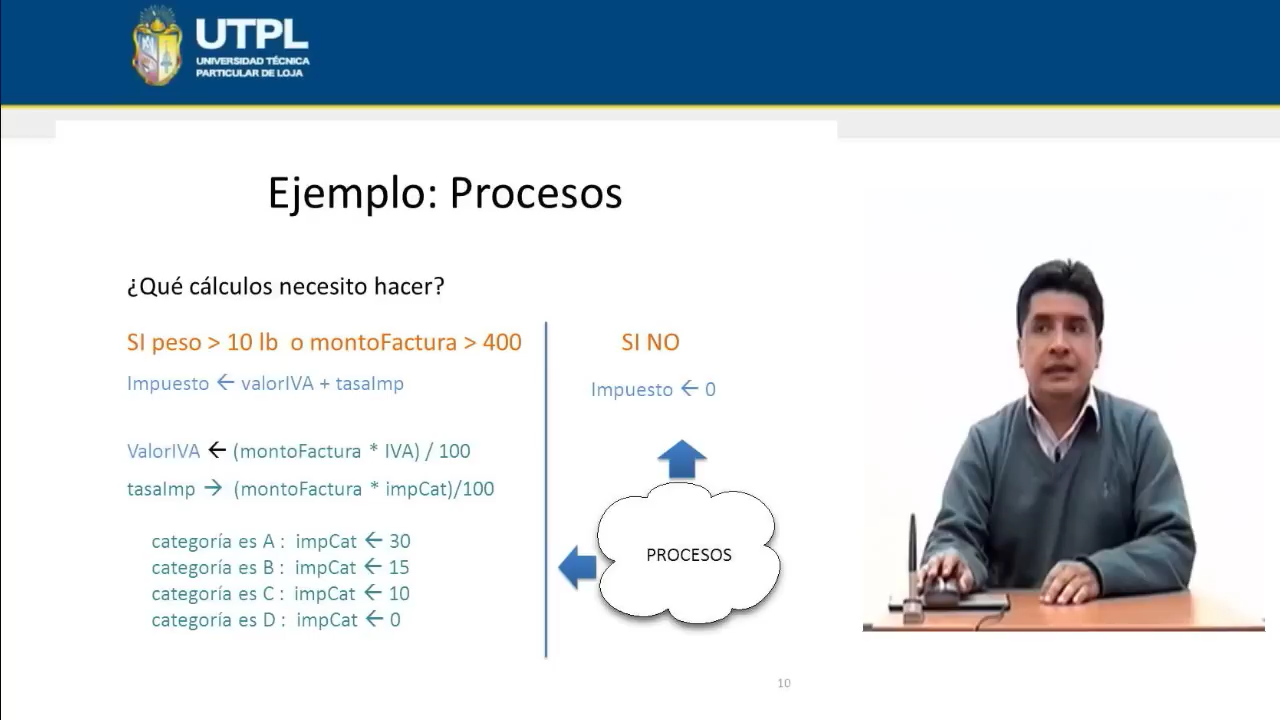 UTPL
UNIVERSIDAD TÉCNICA
PARTICULAR DE LOJA
Ejemplo: Procesos
¿Qué cálculos necesito hacer?
SI peso > 10 lb o montoFactura > 400
Impuesto ← valorIVA + tasaImp
ValorIVA ← (montoFactura * IVA) / 100
tasaImp → (montoFactura * impCat)/100
categoría es A : impCat ← 30
categoría es B : impCat ← 15
categoría es C : impCat ← 10
categoría es D : impCat ← 0
SI NO
Impuesto ← 0
PROCESOS
10